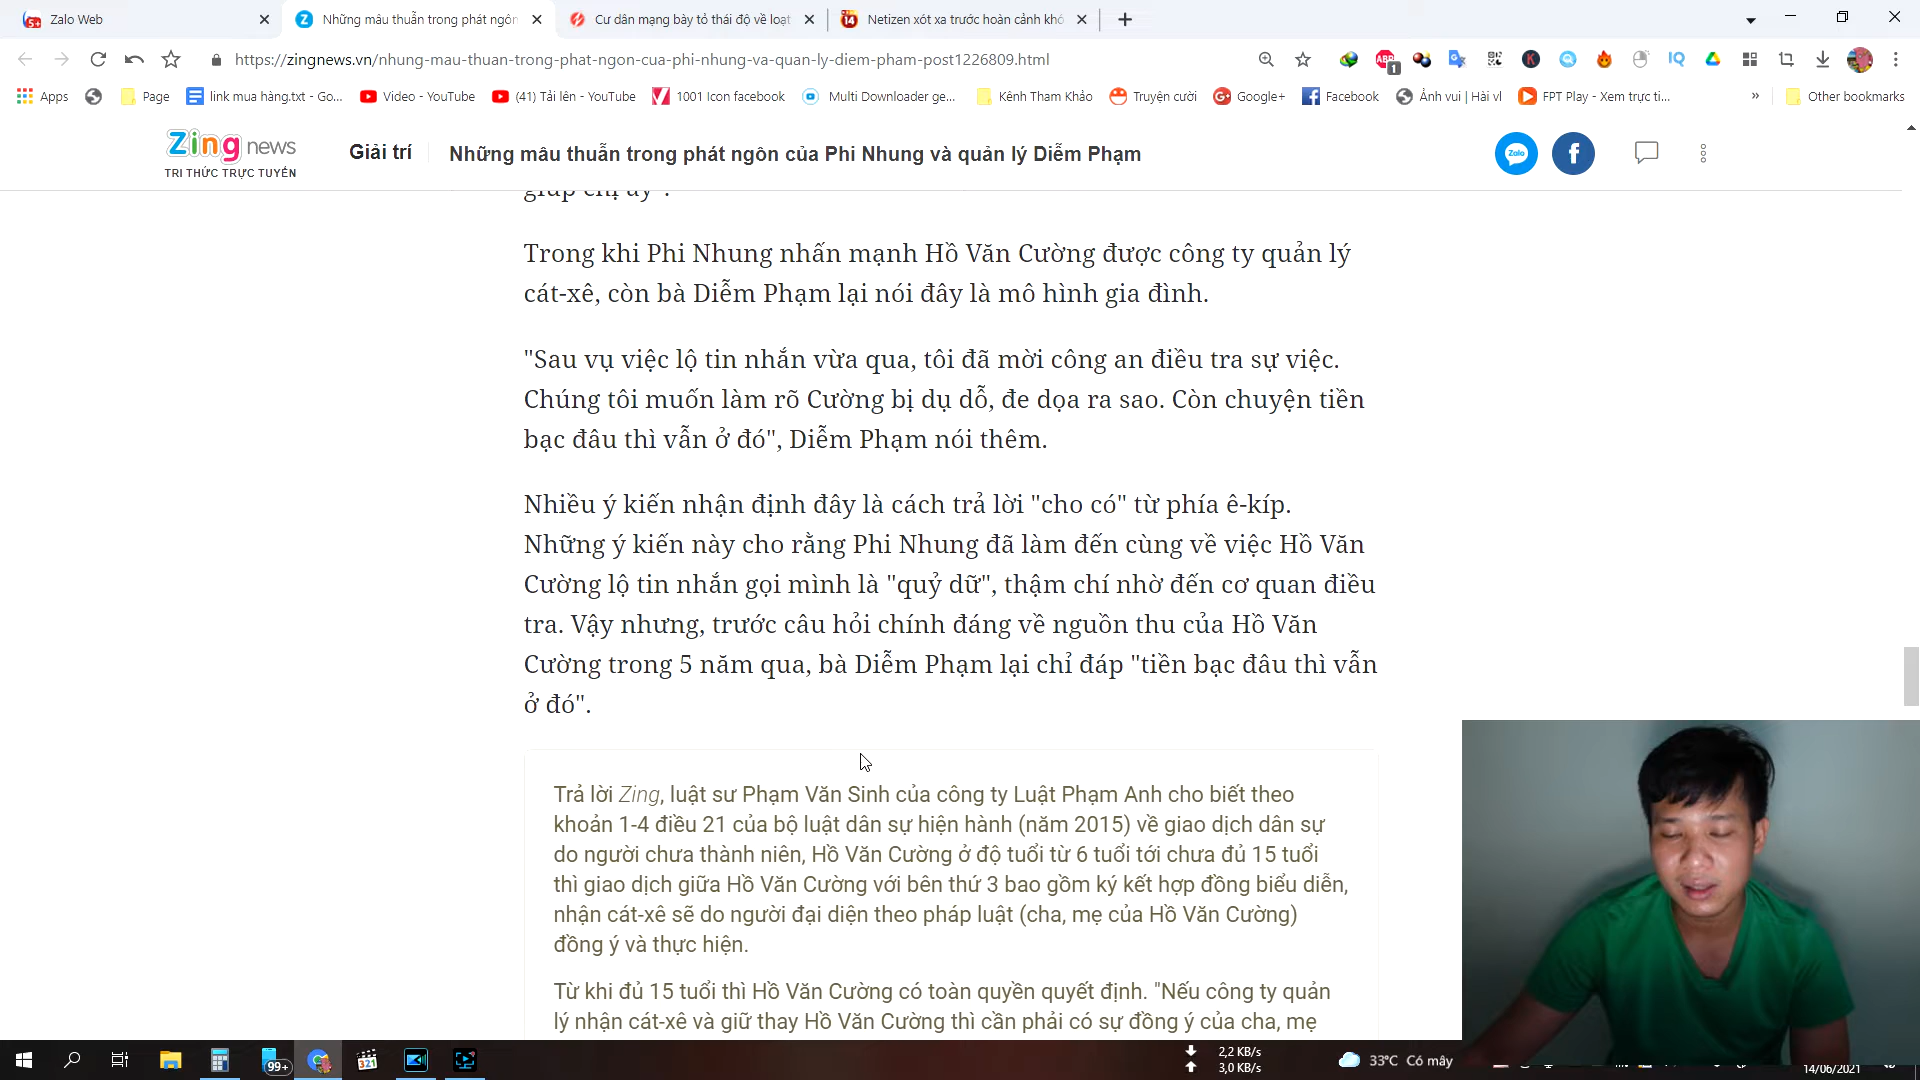 Zalo Web
Những mâu thuẫn trong phát ngôn
Cư dân mạng bày tỏ thái độ về loạt
Netizen xót xa trước hoàn cảnh khó
https://zingnews.vn/nhung-mau-thuan-trong-phat-ngon-cua-phi-nhung-va-quan-ly-diem-pham-post1226809.html
Apps
Page
link mua hàng.txt - Go...
Video - YouTube
(41) Tải lên - YouTube
1001 Icon facebook
Multi Downloader ge...
Kênh Tham Khảo
Truyện cười
Google+
Facebook
Ảnh vui | Hài vl
FPT Play - Xem trực ti...
»
Other bookmarks
Zing news
TRI THỨC TRỰC TUYẾN
Giải trí
Những mâu thuẫn trong phát ngôn của Phi Nhung và quản lý Diễm Phạm
Zalo
giúp chị ấy".
Trong khi Phi Nhung nhấn mạnh Hồ Văn Cường được công ty quản lý
cát-xê, còn bà Diễm Phạm lại nói đây là mô hình gia đình.
"Sau vụ việc lộ tin nhắn vừa qua, tôi đã mời công an điều tra sự việc.
Chúng tôi muốn làm rõ Cường bị dụ dỗ, đe dọa ra sao. Còn chuyện tiền
bạc đâu thì vẫn ở đó", Diễm Phạm nói thêm.
Nhiều ý kiến nhận định đây là cách trả lời "cho có" từ phía ê-kíp.
Những ý kiến này cho rằng Phi Nhung đã làm đến cùng về việc Hồ Văn
Cường lộ tin nhắn gọi mình là "quỷ dữ", thậm chí nhờ đến cơ quan điều
tra. Vậy nhưng, trước câu hỏi chính đáng về nguồn thu của Hồ Văn
Cường trong 5 năm qua, bà Diễm Phạm lại chỉ đáp "tiền bạc đâu thì vẫn
ở đó".
Trả lời Zing, luật sư Phạm Văn Sinh của công ty Luật Phạm Anh cho biết theo
khoản 1-4 điều 21 của bộ luật dân sự hiện hành (năm 2015) về giao dịch dân sự
do người chưa thành niên, Hồ Văn Cường ở độ tuổi từ 6 tuổi tới chưa đủ 15 tuổi
thì giao dịch giữa Hồ Văn Cường với bên thứ 3 bao gồm ký kết hợp đồng biểu diễn,
nhận cát-xê sẽ do người đại diện theo pháp luật (cha, mẹ của Hồ Văn Cường)
đồng ý và thực hiện.
Từ khi đủ 15 tuổi thì Hồ Văn Cường có toàn quyền quyết định. "Nếu công ty quản
lý nhận cát-xê và giữ thay Hồ Văn Cường thì cần phải có sự đồng ý của cha, mẹ
99+
321
2,2 KB/s
3,0 KB/s
33°C Có mây
14/06/2021